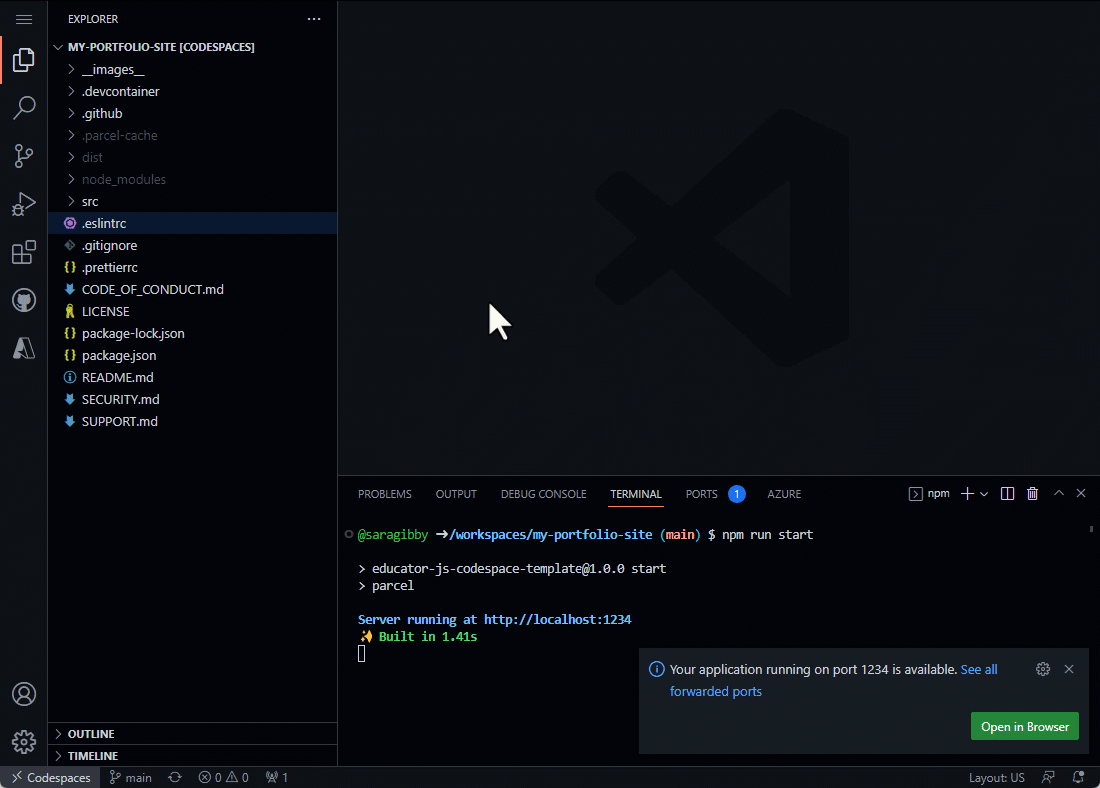 EXPLORER
MY-PORTFOLIO-SITE [CODESPACES]
__images__
.devcontainer
.github
.parcel-cache
dist
node_modules
src
.eslintrc
.gitignore
.prettierrc
CODE_OF_CONDUCT.md
LICENSE
package-lock.json
package.json
README.md
SECURITY.md
SUPPORT.md
OUTLINE
TIMELINE
PROBLEMS OUTPUT DEBUG CONSOLE TERMINAL PORTS 1 AZURE npm
@saragibby ➜/workspaces/my-portfolio-site (main) $ npm run start
> educator-js-codespace-template@1.0.0 start
> parcel
Server running at http://localhost:1234
✨ Built in 1.41s
Your application running on port 1234 is available. See all
forwarded ports
Open in Browser
Codespaces main 0 0 1 Layout: US